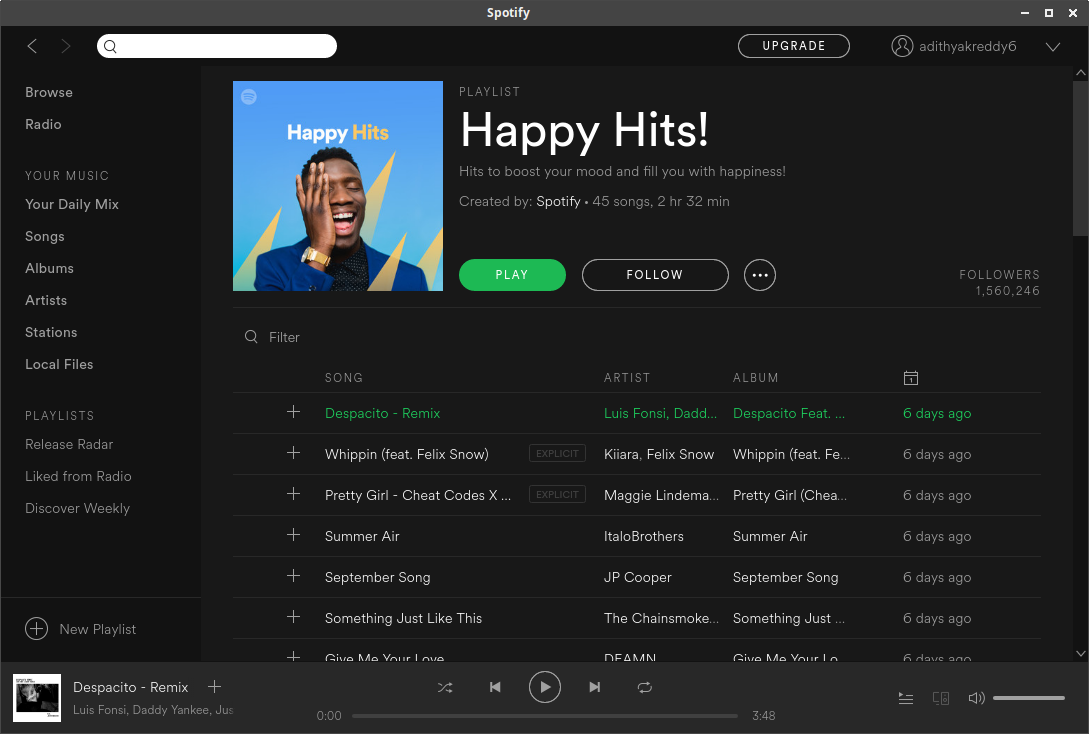 Spotify
UPGRADE
adithyakreddy6
Browse
Radio
YOUR MUSIC
Your Daily Mix
Songs
Albums
Artists
Stations
Local Files
PLAYLISTS
Release Radar
Liked from Radio
Discover Weekly
New Playlist
Happy Hits
PLAYLIST
Happy Hits!
Hits to boost your mood and fill you with happiness!
Created by: Spotify • 45 songs, 2 hr 32 min
PLAY FOLLOW
FOLLOWERS
1,560,246
Filter
SONG ARTIST ALBUM
Despacito - Remix Luis Fonsi, Dadd... Despacito Feat. ... 6 days ago
Whippin (feat. Felix Snow) EXPLICIT Kiiara, Felix Snow Whippin (feat. Fe... 6 days ago
Pretty Girl - Cheat Codes X ... EXPLICIT Maggie Lindema... Pretty Girl (Chea... 6 days ago
Summer Air ItaloBrothers Summer Air 6 days ago
September Song JP Cooper September Song 6 days ago
Something Just Like This The Chainsmoke... Something Just ... 6 days ago
Give Me Your Love DEAMN Give Me Your Lo... 6 days ago
Despacito - Remix
Luis Fonsi, Daddy Yankee, Jus
0:00 3:48